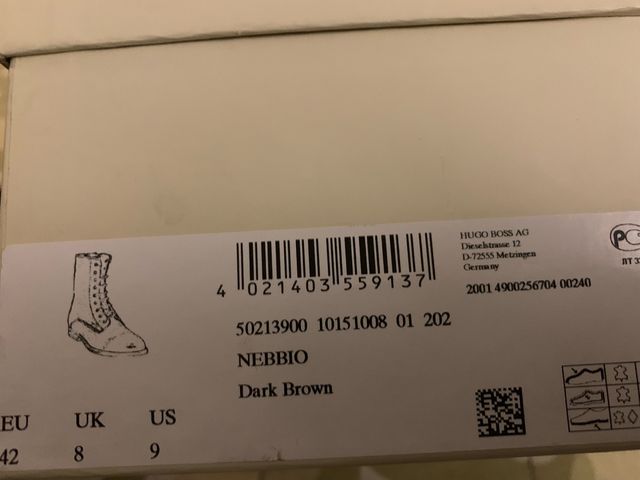 HUGO BOSS AG
Dieselstrasse 12
D-72555 Metzingen
Germany
2001 4900256704 00240
4 021403 559137
50213900 10151008 01 202
NEBBIO
Dark Brown
EU UK US
42 8 9